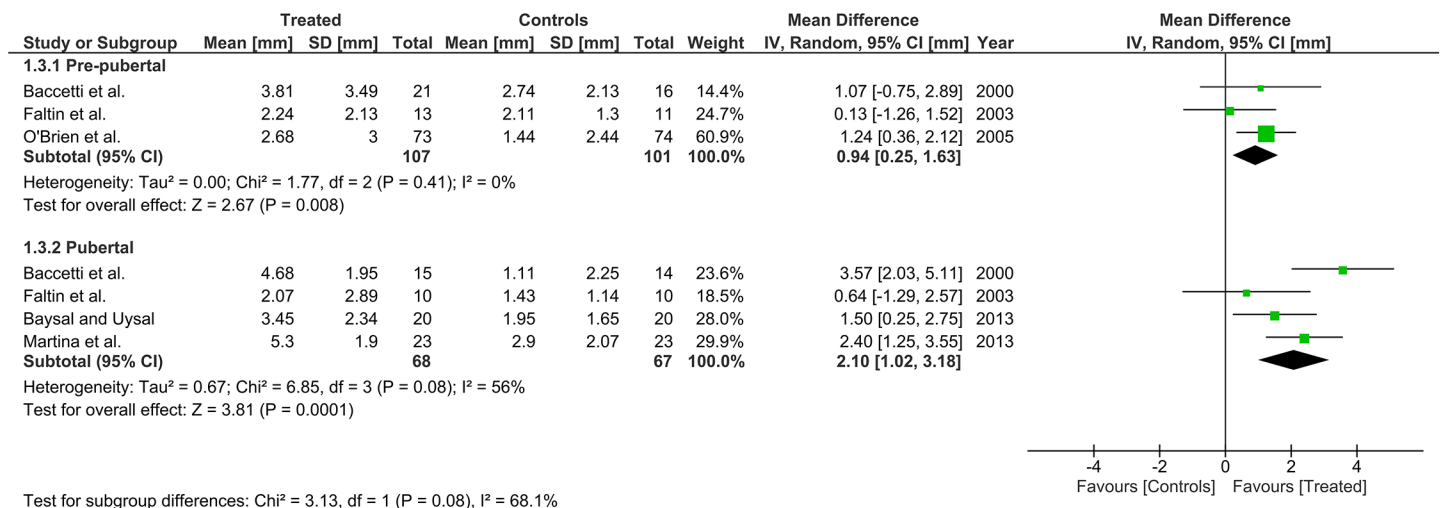 Treated Controls Mean Difference Mean Difference
Study or Subgroup Mean [mm] SD [mm] Total Mean [mm] SD [mm] Total Weight IV, Random, 95% CI [mm] Year IV, Random, 95% CI [mm]
1.3.1 Pre-pubertal
Baccetti et al. 3.81 3.49 21 2.74 2.13 16 14.4% 1.07 [-0.75, 2.89] 2000
Faltin et al. 2.24 2.13 13 2.11 1.3 11 24.7% 0.13 [-1.26, 1.52] 2003
O'Brien et al. 2.68 3 73 1.44 2.44 74 60.9% 1.24 [0.36, 2.12] 2005
Subtotal (95% CI) 107 101 100.0% 0.94 [0.25, 1.63]
Heterogeneity: Tau² = 0.00; Chi² = 1.77, df = 2 (P = 0.41); I² = 0%
Test for overall effect: Z = 2.67 (P = 0.008)
1.3.2 Pubertal
Baccetti et al. 4.68 1.95 15 1.11 2.25 14 23.6% 3.57 [2.03, 5.11] 2000
Faltin et al. 2.07 2.89 10 1.43 1.14 10 18.5% 0.64 [-1.29, 2.57] 2003
Baysal and Uysal 3.45 2.34 20 1.95 1.65 20 28.0% 1.50 [0.25, 2.75] 2013
Martina et al. 5.3 1.9 23 2.9 2.07 23 29.9% 2.40 [1.25, 3.55] 2013
Subtotal (95% CI) 68 67 100.0% 2.10 [1.02, 3.18]
Heterogeneity: Tau² = 0.67; Chi² = 6.85, df = 3 (P = 0.08); I² = 56%
Test for overall effect: Z = 3.81 (P = 0.0001)
-4 -2 0 2 4
Favours [Controls] Favours [Treated]
Test for subgroup differences: Chi² = 3.13, df = 1 (P = 0.08), I² = 68.1%